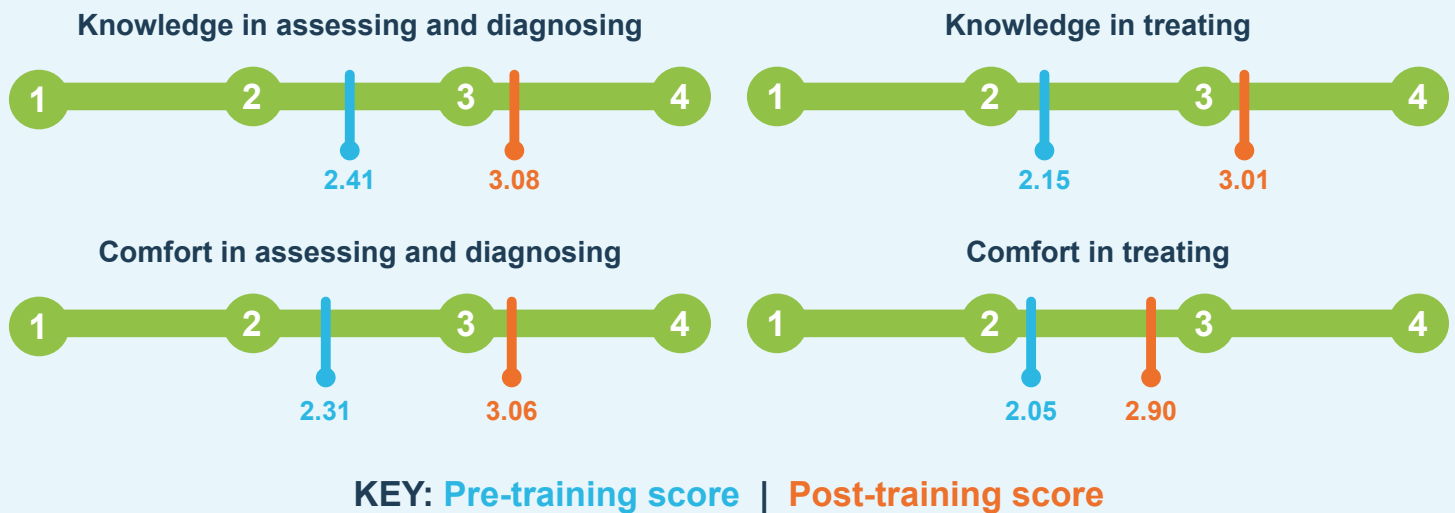 Knowledge in assessing and diagnosing
1 2 3 4
2.41 3.08
Knowledge in treating
1 2 3 4
2.15 3.01
Comfort in assessing and diagnosing
1 2 3 4
2.31 3.06
Comfort in treating
1 2 3 4
2.05 2.90
KEY: Pre-training score | Post-training score